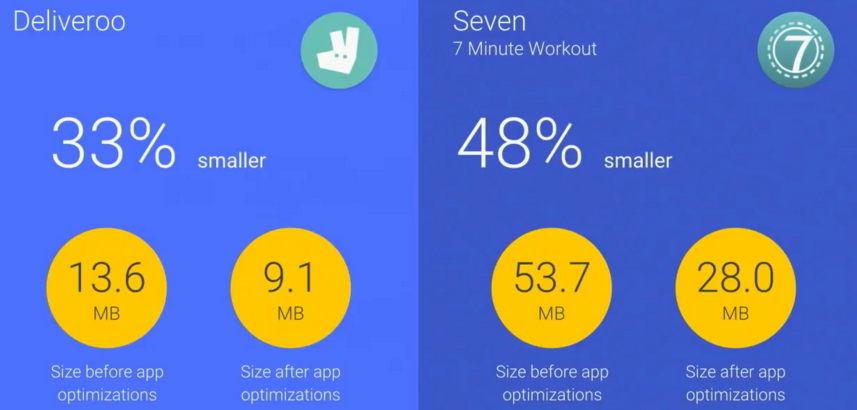 Deliveroo
33% smaller
13.6
MB
9.1
MB
Size before app
optimizations
Size after app
optimizations
Seven
7 Minute Workout
7
48% smaller
53.7
MB
28.0
MB
Size before app
optimizations
Size after app
optimizations